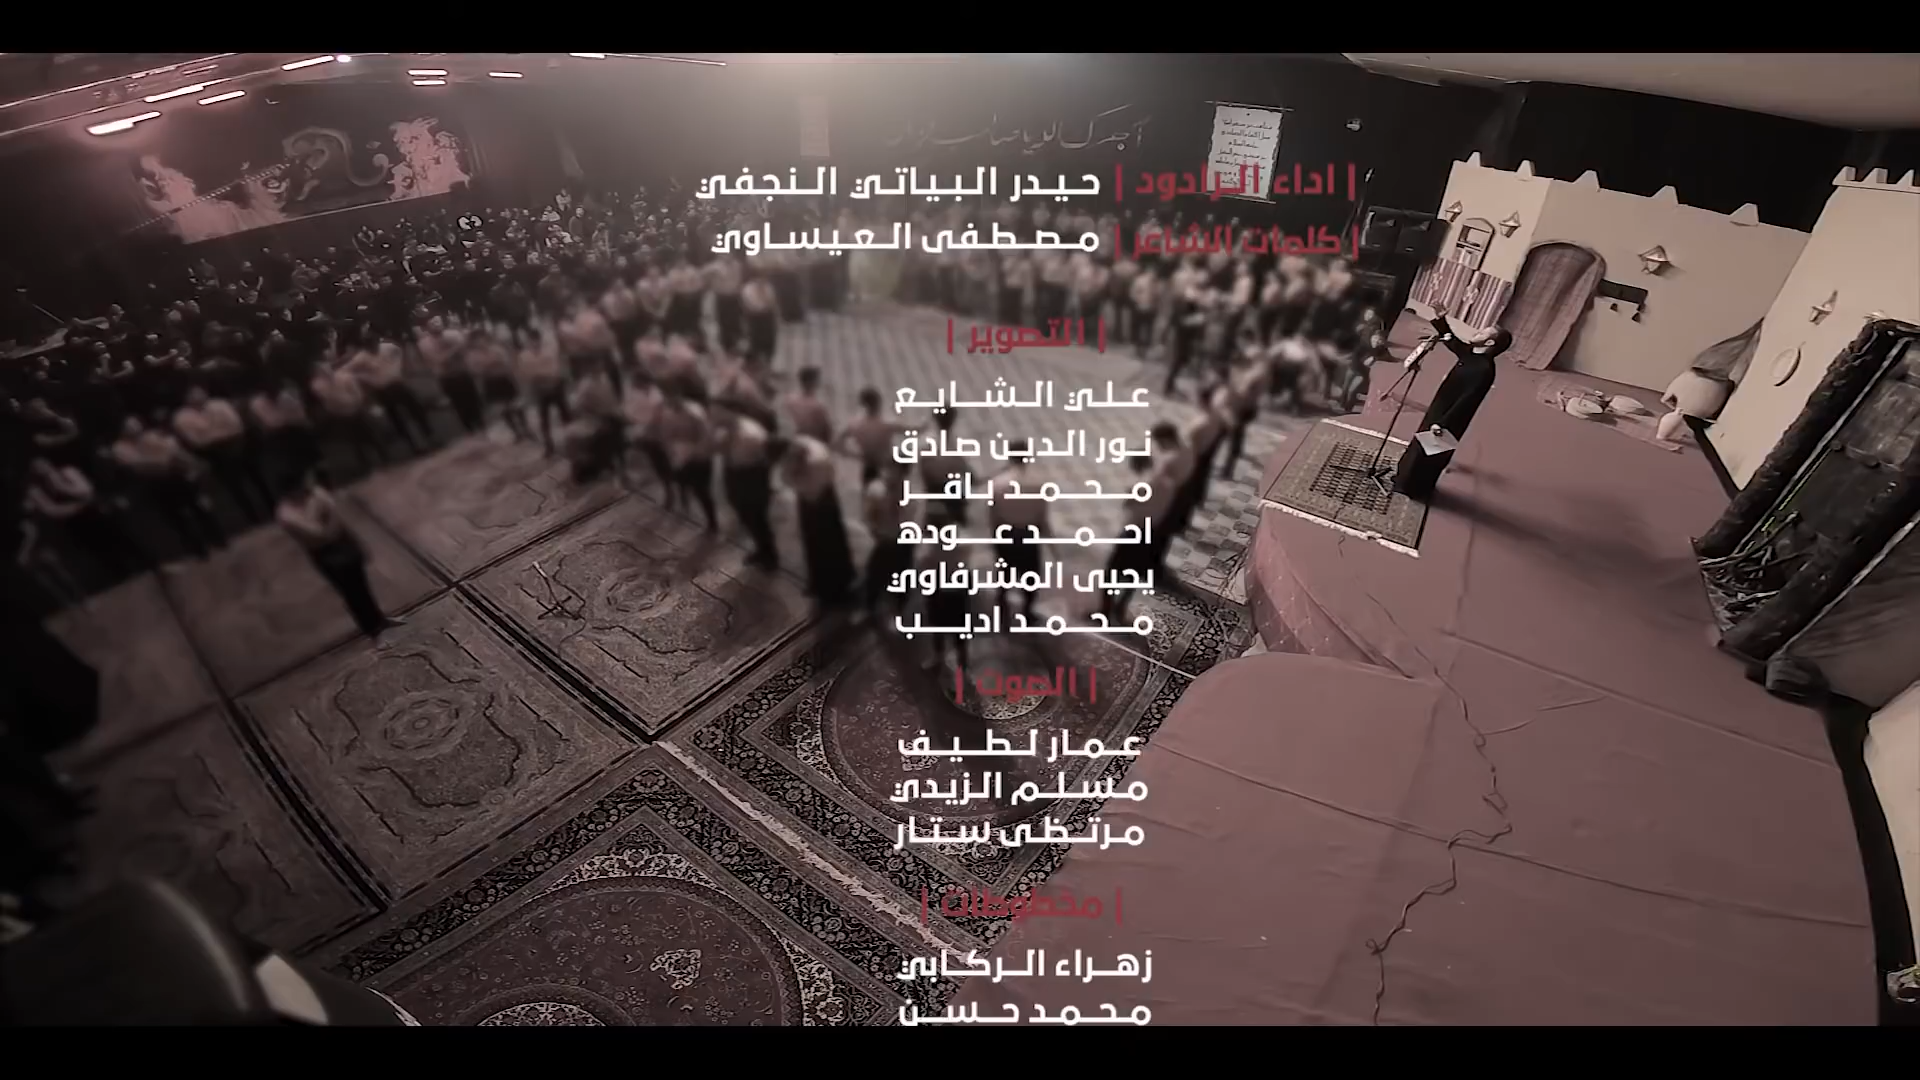 | اداء الرادود | حيدر البياتي النجفي
| كلمات الشاعر | مصطفى العيساوي
| التصوير |
علي الشايع
نور الدين صادق
محمد باقر
احمد عوده
يحيى المشرفاوي
محمد اديب
| الصوت |
عمار لطيف
مسلم الزيدي
مرتظى ستار
| مخطوطات |
زهراء الركابي
محمد حسن